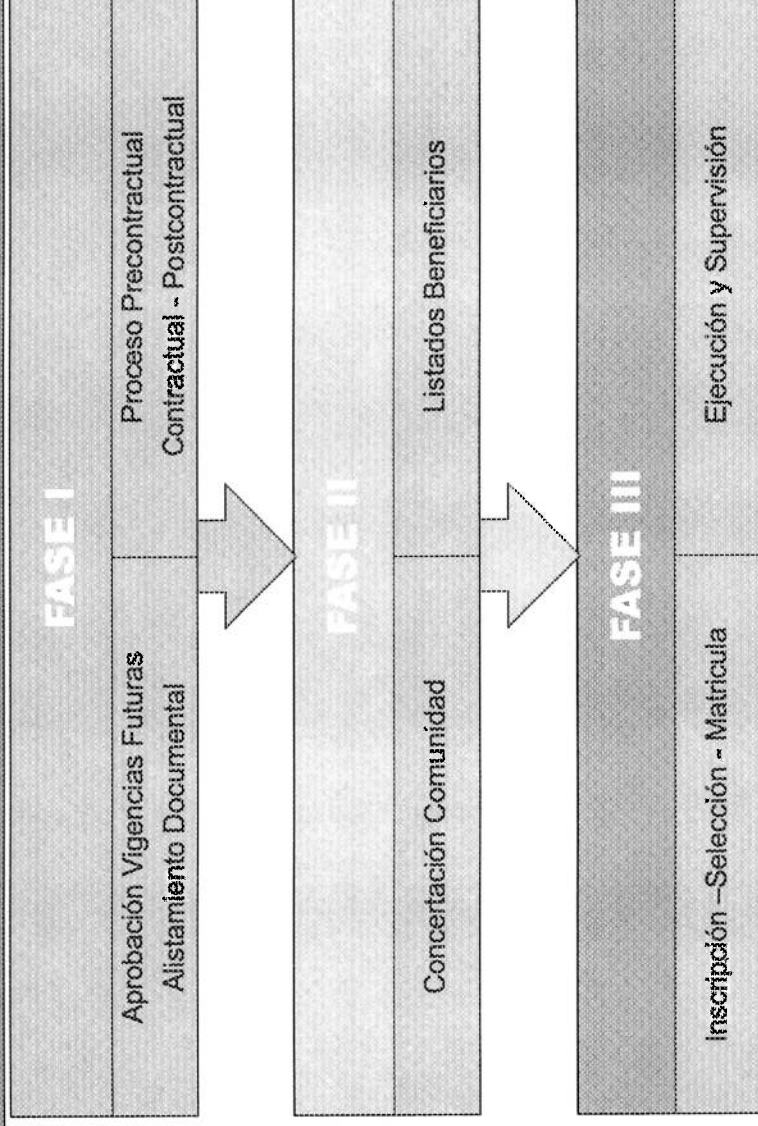 FASE I
Aprobación Vigencias Futuras
Alistamiento Documental
Proceso Precontractual
Contractual - Postcontractual
FASE II
Concertación Comunidad
Listados Beneficiarios
FASE III
Inscripción –Selección - Matricula
Ejecución y Supervisión